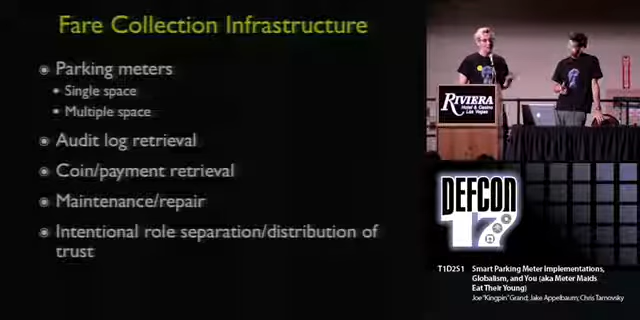 Fare Collection Infrastructure
Parking meters
Single space
Multiple space
Audit log retrieval
Coin/payment retrieval
Maintenance/repair
Intentional role separation/distribution of
trust
RIVIERA
Hotel & Casino
Las Vegas
DEFCON
17
T1D251 Smart Parking Meter Implementations,
Globalism, and You (aka Meter Maids
Eat Their Young)
Joe "Kingpin" Grand; Jake Appelbaum; Chris Tarnovsky